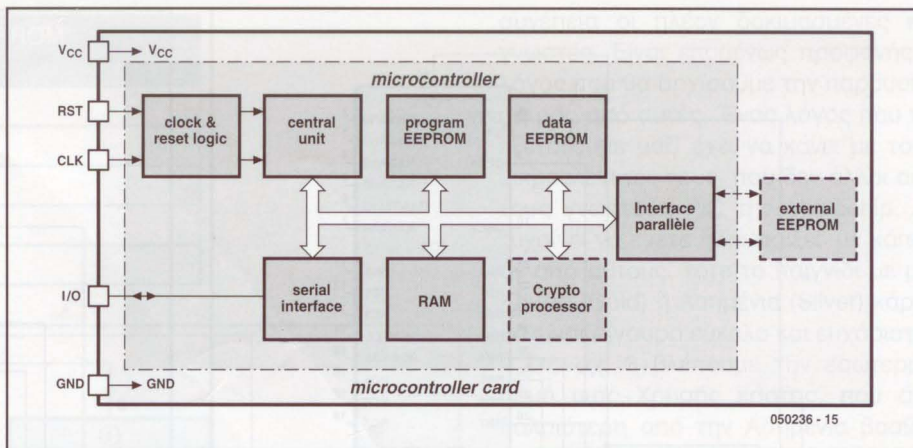 VCC
VCC
microcontroller
RST
clock &
reset logic
central
unit
program
EEPROM
EEPROM
CLK
Interface
parallèle
external
EEPROM
I/O
serial
interface
RAM
Crypto
processor
GND
GND
microcontroller card
050236 - 15